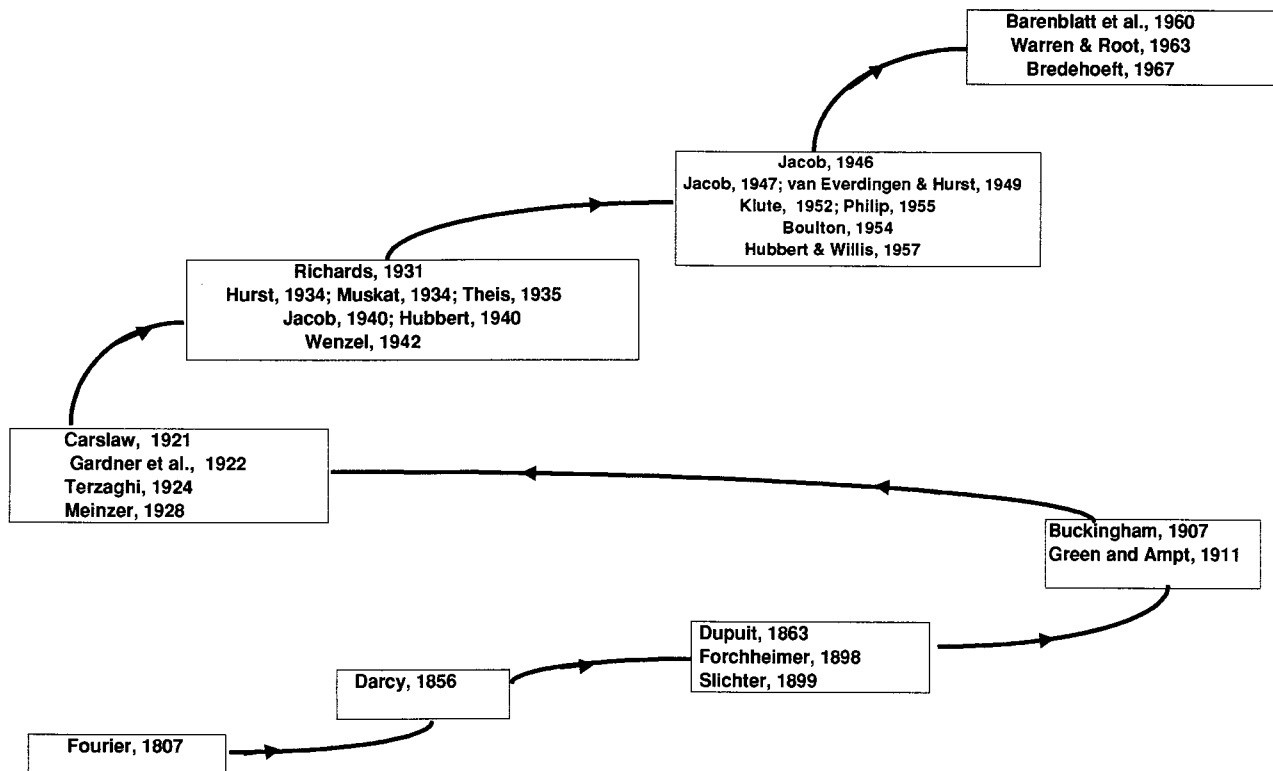 Barenblatt et al., 1960
Warren & Root, 1963
Bredehoeft, 1967
Jacob, 1946
Jacob, 1947; van Everdingen & Hurst, 1949
Klute, 1952; Philip, 1955
Boulton, 1954
Hubbert & Willis, 1957
Richards, 1931
Hurst, 1934; Muskat, 1934; Theis, 1935
Jacob, 1940; Hubbert, 1940
Wenzel, 1942
Carslaw, 1921
Gardner et al., 1922
Terzaghi, 1924
Meinzer, 1928
Buckingham, 1907
Green and Ampt, 1911
Dupuit, 1863
Forchheimer, 1898
Slichter, 1899
Darcy, 1856
Fourier, 1807